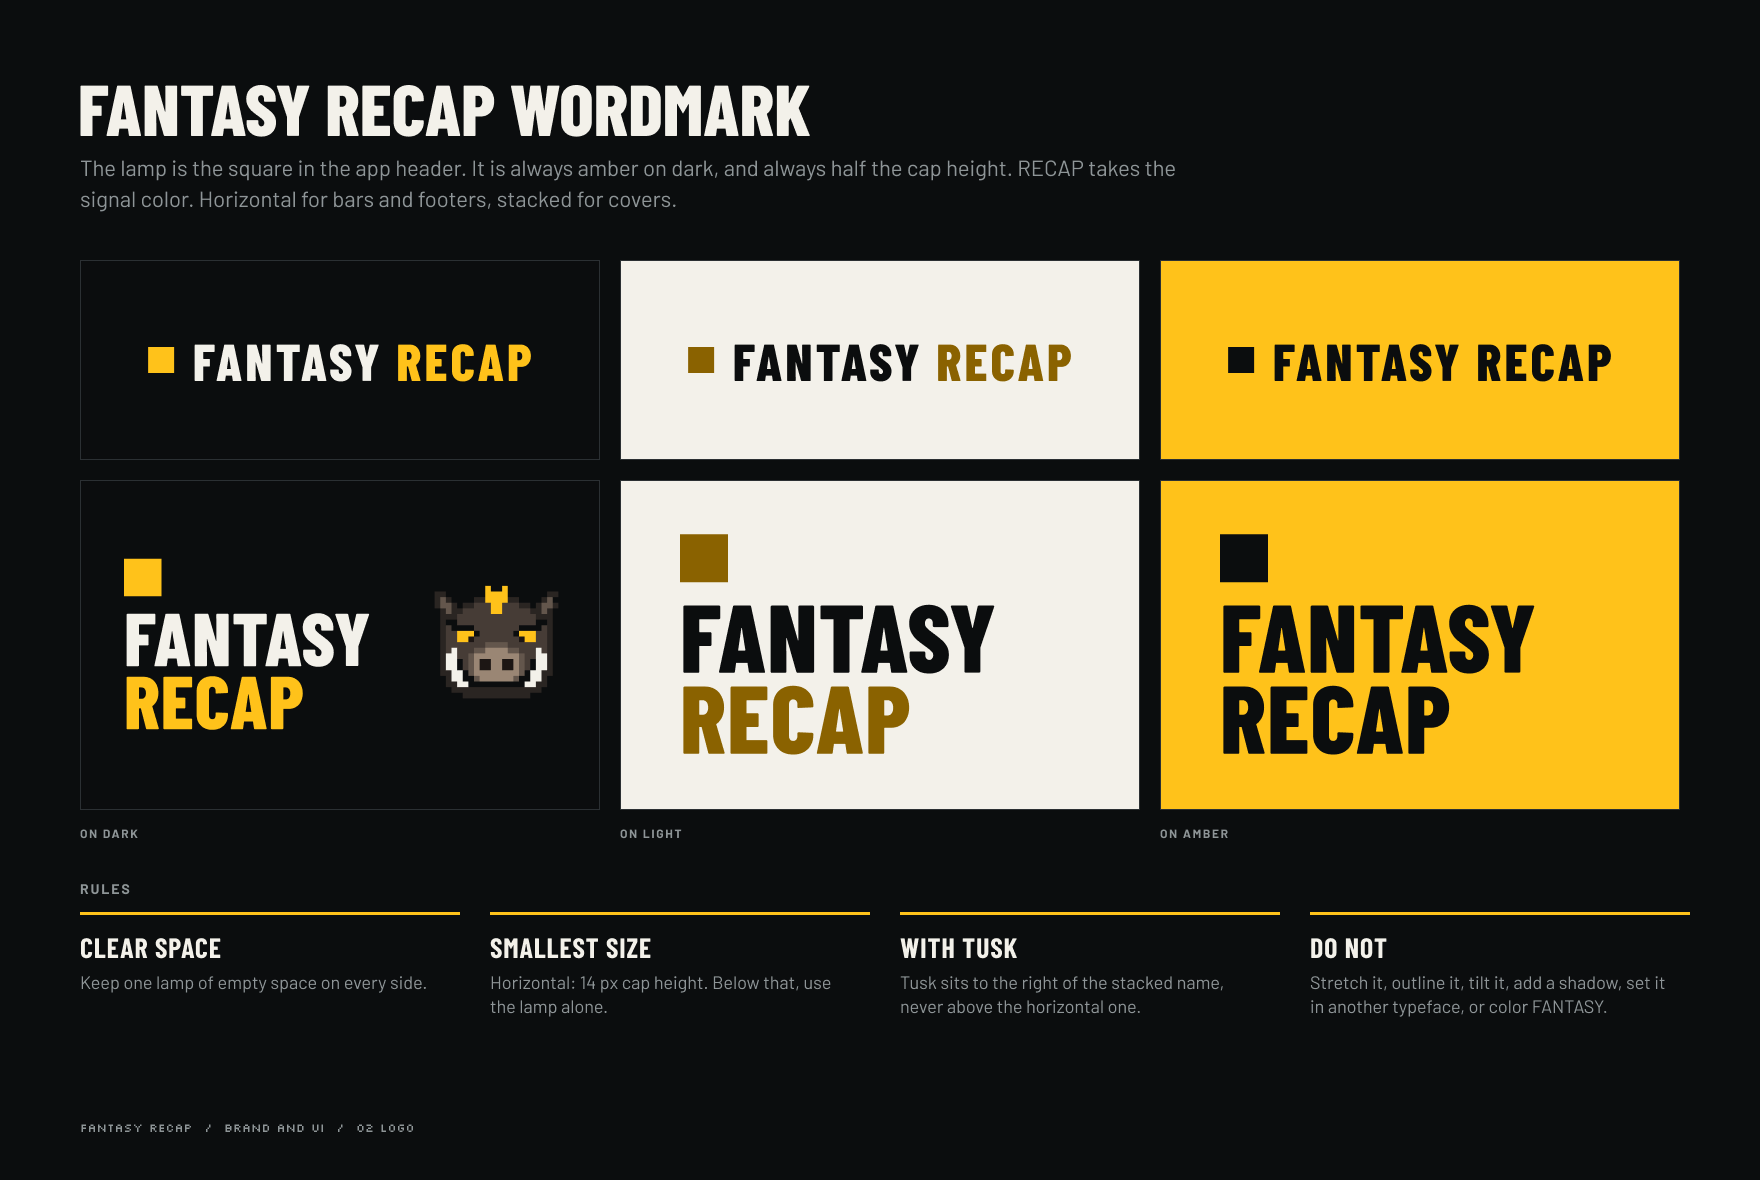 FANTASY RECAP WORDMARK
The lamp is the square in the app header. It is always amber on dark, and always half the cap height. RECAP takes the
signal color. Horizontal for bars and footers, stacked for covers.
FANTASY RECAP
FANTASY RECAP
FANTASY RECAP
FANTASY
RECAP
FANTASY
RECAP
FANTASY
RECAP
ON DARK
ON LIGHT
ON AMBER
RULES
CLEAR SPACE
Keep one lamp of empty space on every side.
SMALLEST SIZE
Horizontal: 14 px cap height. Below that, use
the lamp alone.
WITH TUSK
Tusk sits to the right of the stacked name,
never above the horizontal one.
DO NOT
Stretch it, outline it, tilt it, add a shadow, set it
in another typeface, or color FANTASY.
FANTASY RECAP / BRAND AND UI / 02 LOGO